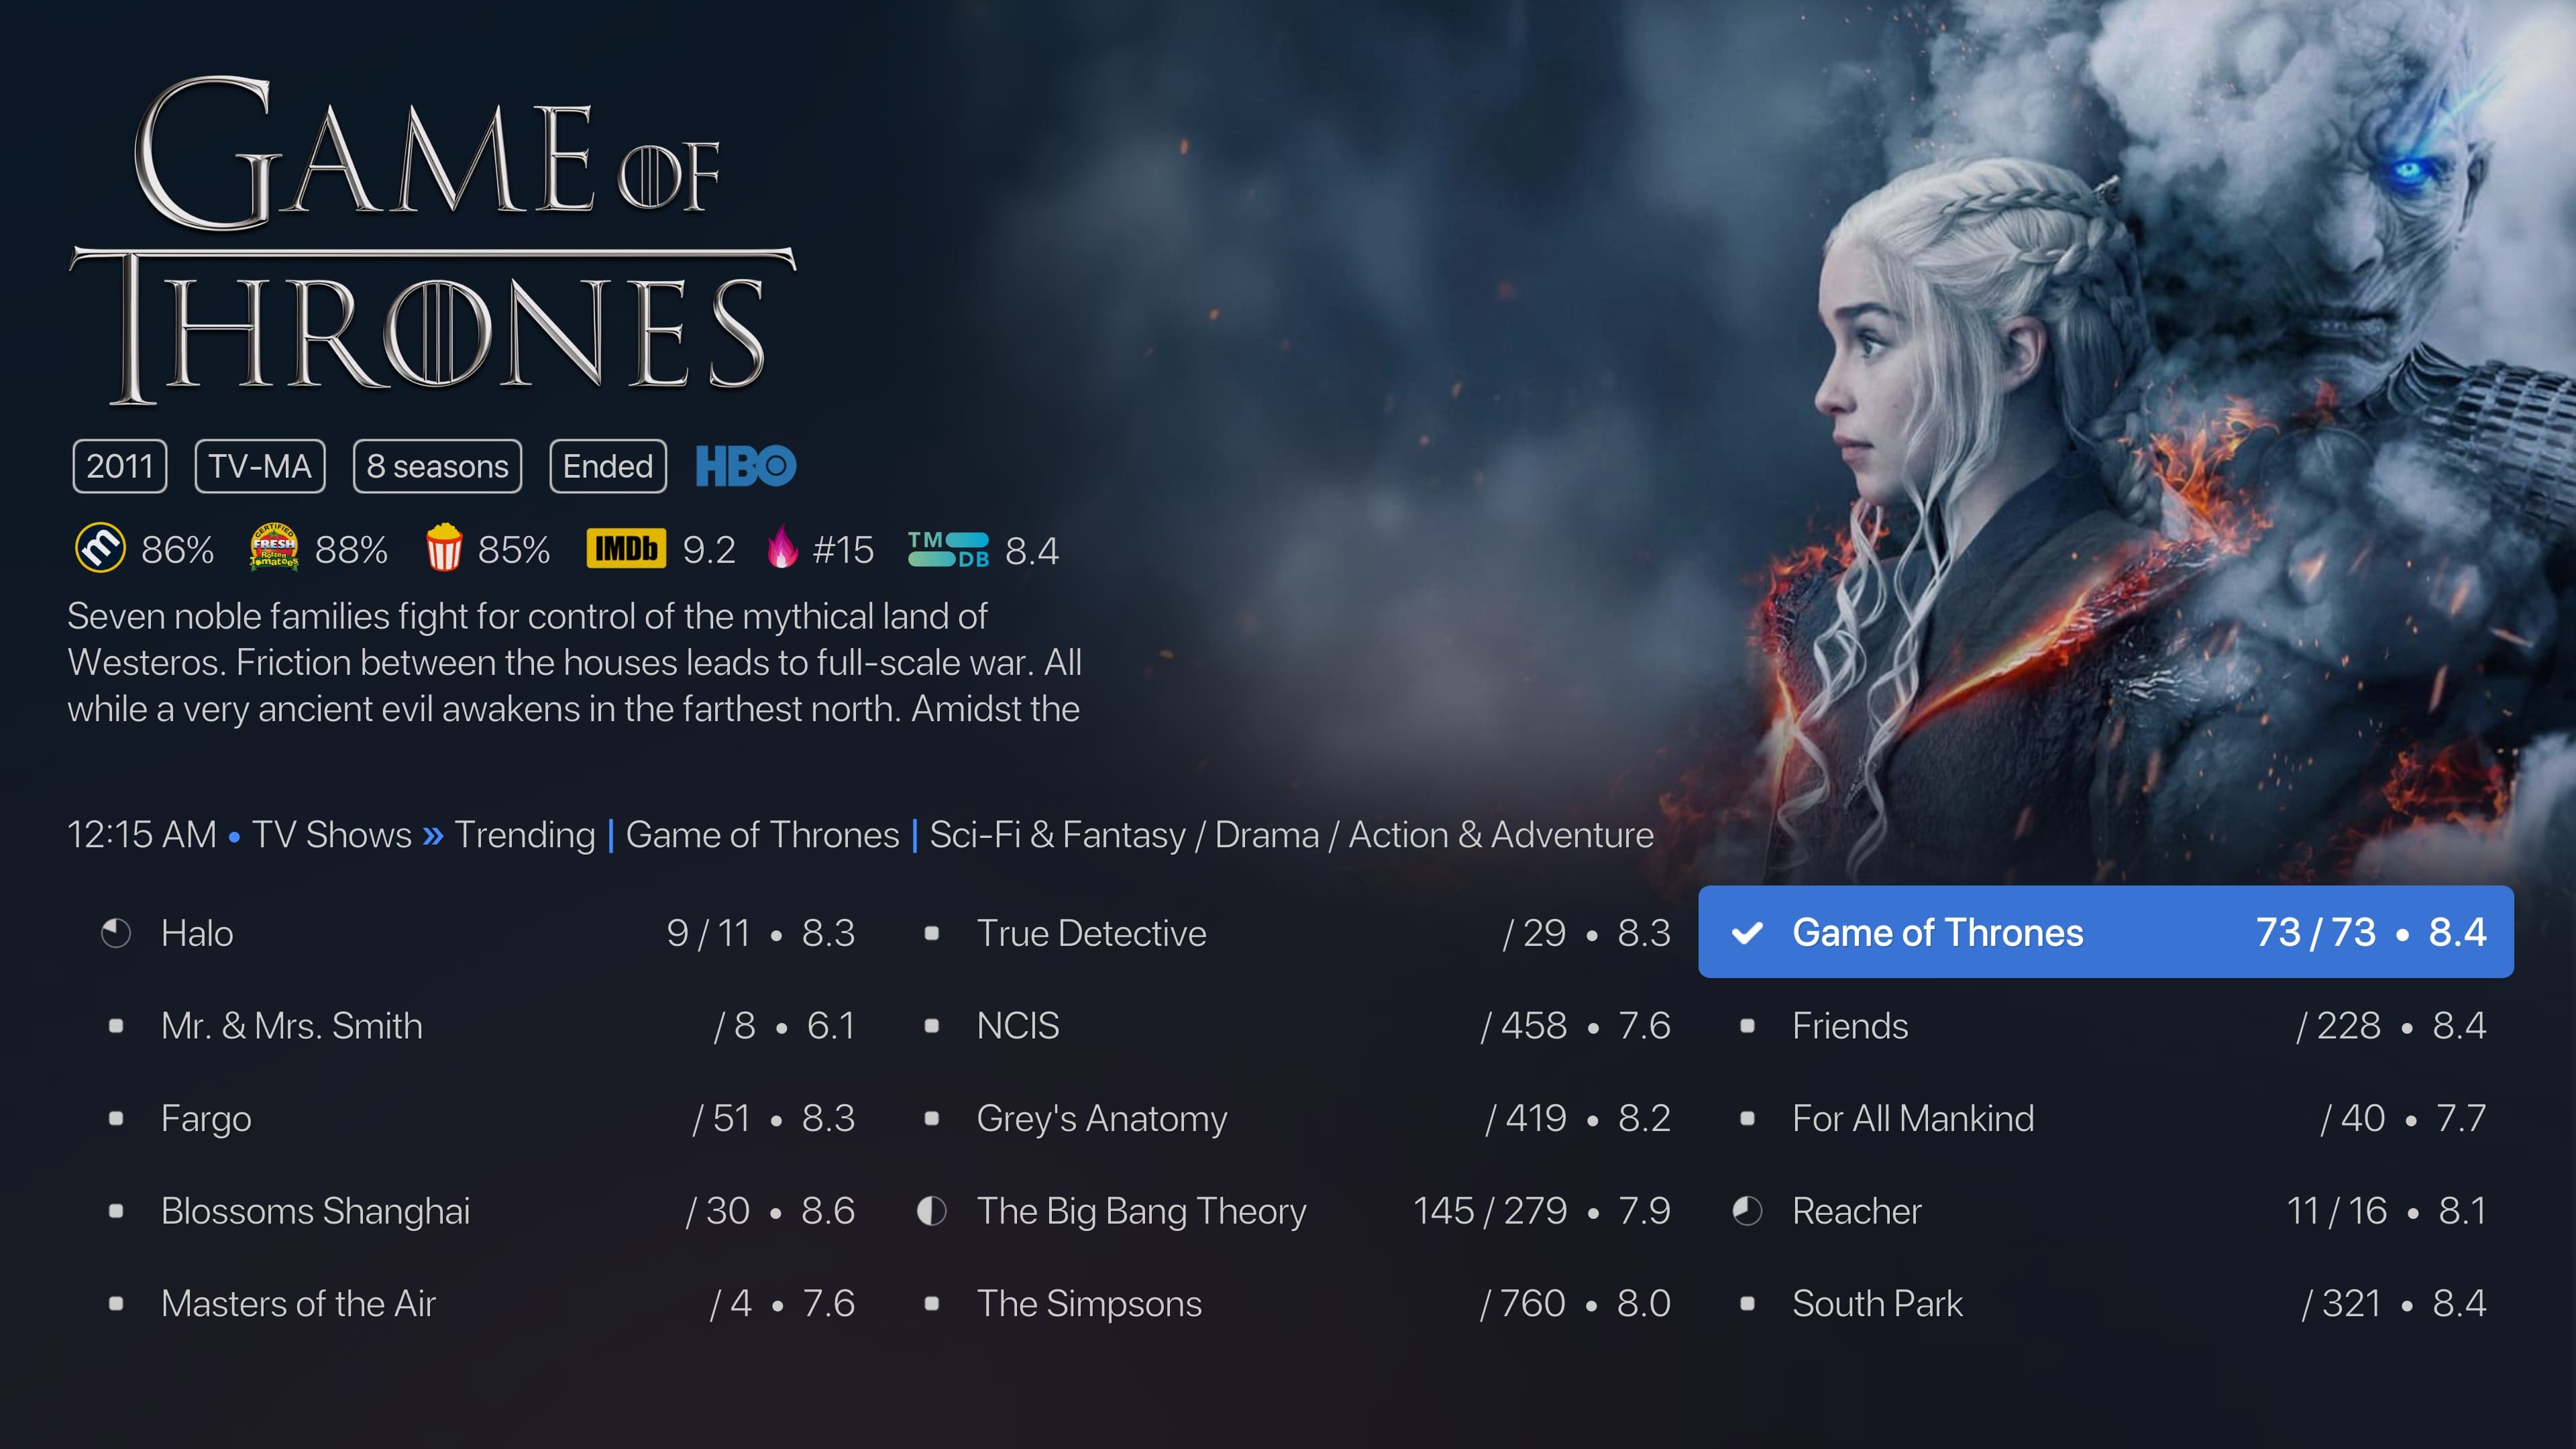 GAME OF
THRONES
2011 TV-MA 8 seasons Ended HBO
m 86% CERTIFIED FRESH Rotten Tomatoes 88% 85% IMDb 9.2 #15 TMDB 8.4
Seven noble families fight for control of the mythical land of
Westeros. Friction between the houses leads to full-scale war. All
while a very ancient evil awakens in the farthest north. Amidst the
12:15 AM • TV Shows » Trending | Game of Thrones | Sci-Fi & Fantasy / Drama / Action & Adventure
Halo 9 / 11 • 8.3
Mr. & Mrs. Smith / 8 • 6.1
Fargo / 51 • 8.3
Blossoms Shanghai / 30 • 8.6
Masters of the Air / 4 • 7.6
True Detective / 29 • 8.3
NCIS / 458 • 7.6
Grey's Anatomy / 419 • 8.2
The Big Bang Theory 145 / 279 • 7.9
The Simpsons / 760 • 8.0
Game of Thrones 73 / 73 • 8.4
Friends / 228 • 8.4
For All Mankind / 40 • 7.7
Reacher 11 / 16 • 8.1
South Park / 321 • 8.4